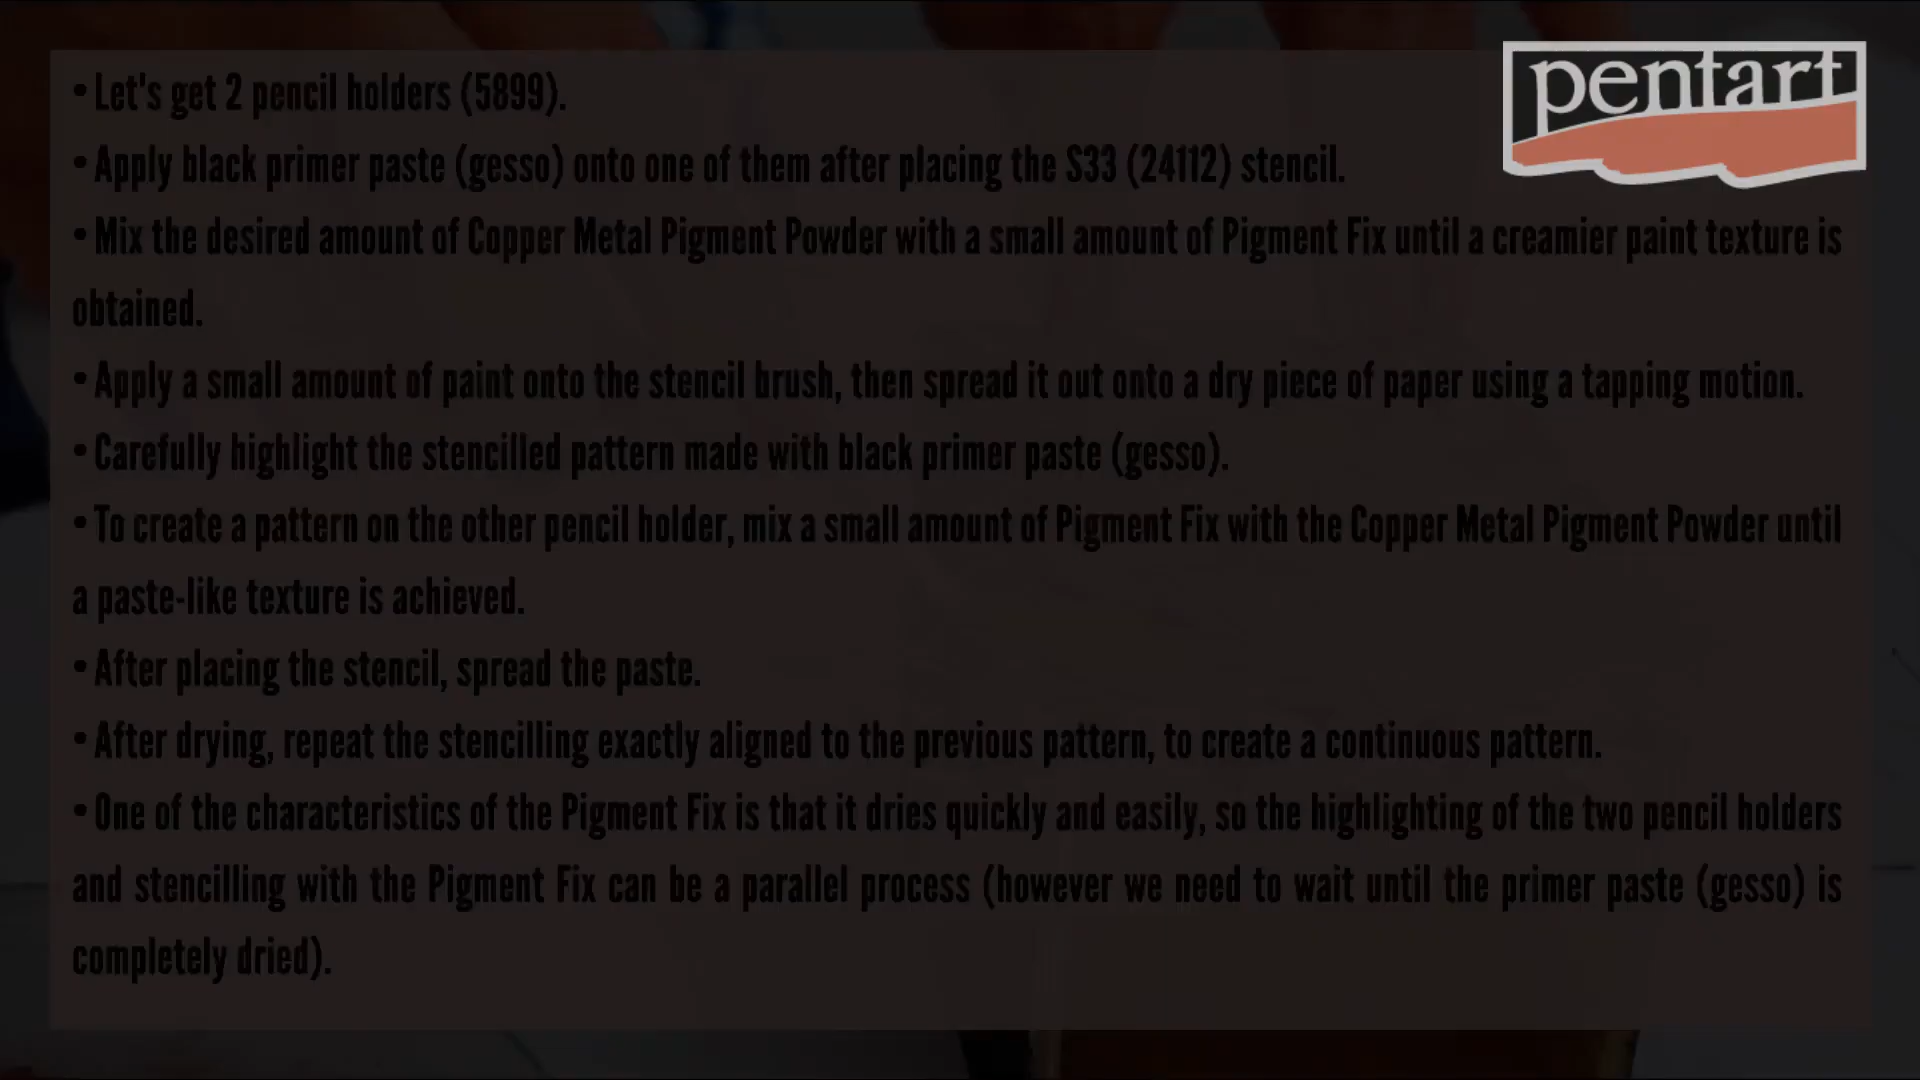 pentart
• Let's get 2 pencil holders (5899).
• Apply black primer paste (gesso) onto one of them after placing the S33 (24112) stencil.
• Mix the desired amount of Copper Metal Pigment Powder with a small amount of Pigment Fix until a creamier paint texture is
obtained.
• Apply a small amount of paint onto the stencil brush, then spread it out onto a dry piece of paper using a tapping motion.
• Carefully highlight the stencilled pattern made with black primer paste (gesso).
• To create a pattern on the other pencil holder, mix a small amount of Pigment Fix with the Copper Metal Pigment Powder until
a paste-like texture is achieved.
• After placing the stencil, spread the paste.
• After drying, repeat the stencilling exactly aligned to the previous pattern, to create a continuous pattern.
• One of the characteristics of the Pigment Fix is that it dries quickly and easily, so the highlighting of the two pencil holders
and stencilling with the Pigment Fix can be a parallel process (however we need to wait until the primer paste (gesso) is
completely dried).